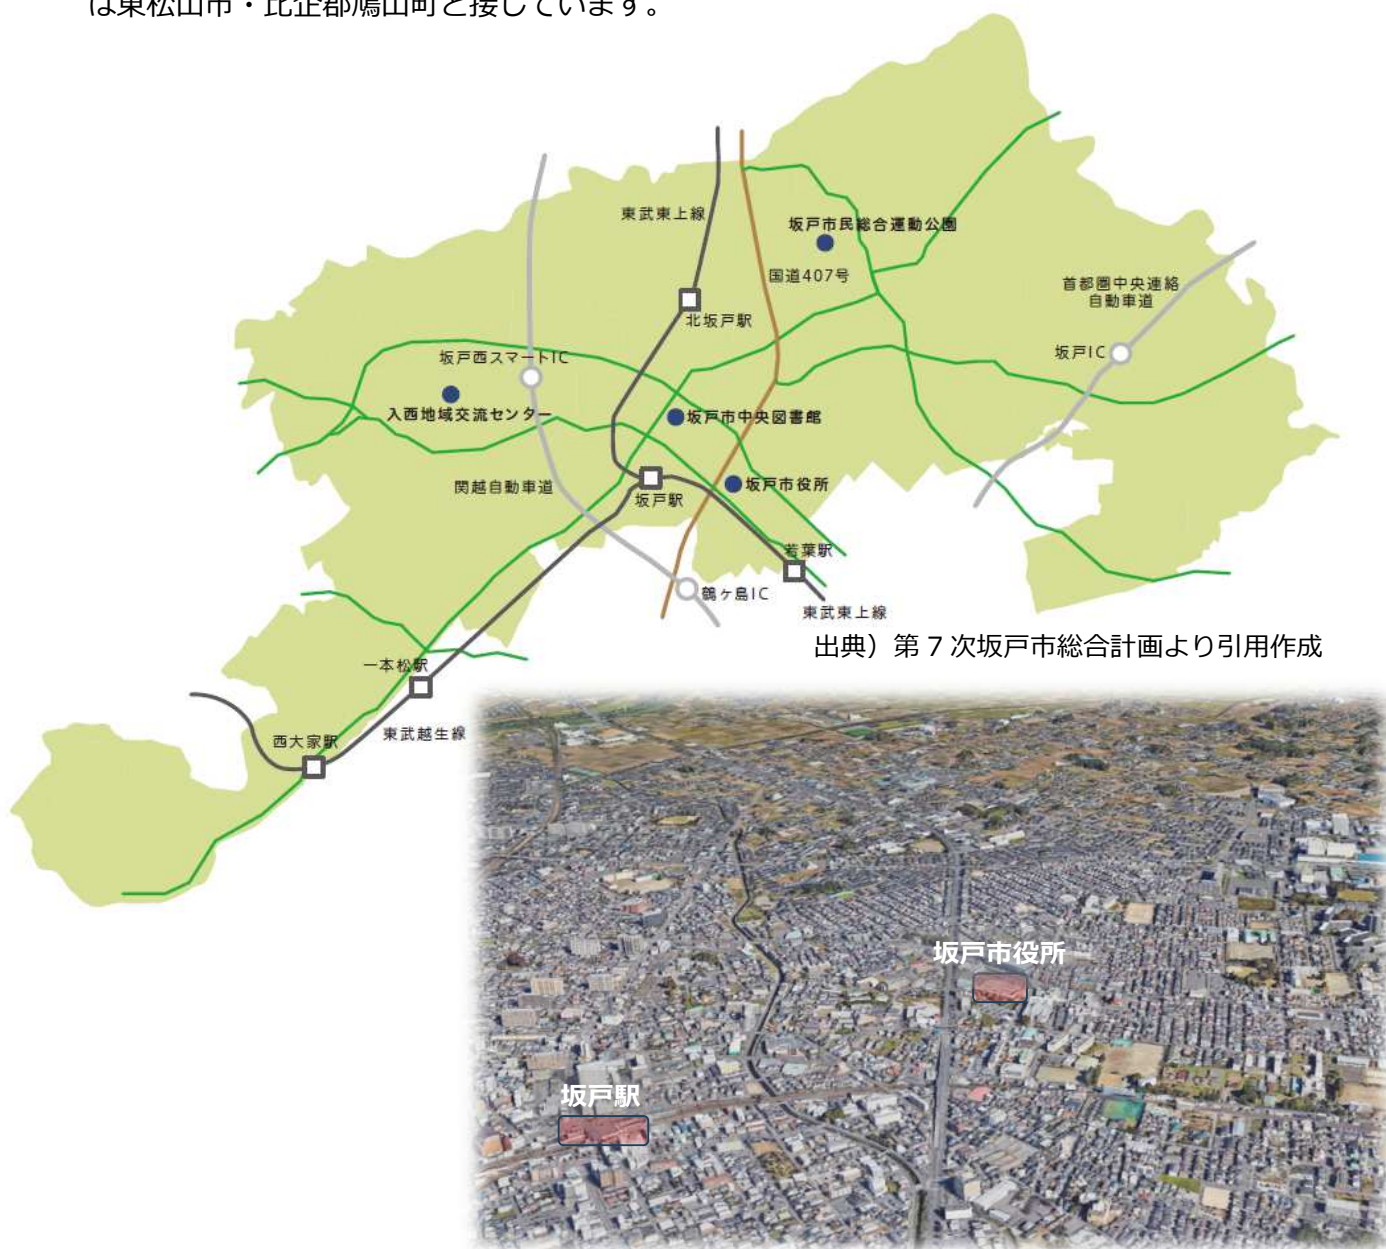 は東松山市・比企郡鳩山町と接しています。
東武東上線
坂戸市民総合運動公園
国道407号
首都圏中央連絡
自動車道
北坂戸駅
坂戸西スマートIC
坂戸IC
入西地域交流センター
坂戸市中央図書館
関越自動車道
坂戸駅
坂戸市役所
若葉駅
鶴ヶ島IC
東武東上線
出典）第7次坂戸市総合計画より引用作成
一本松駅
東武越生線
西大家駅
坂戸市役所
坂戸駅